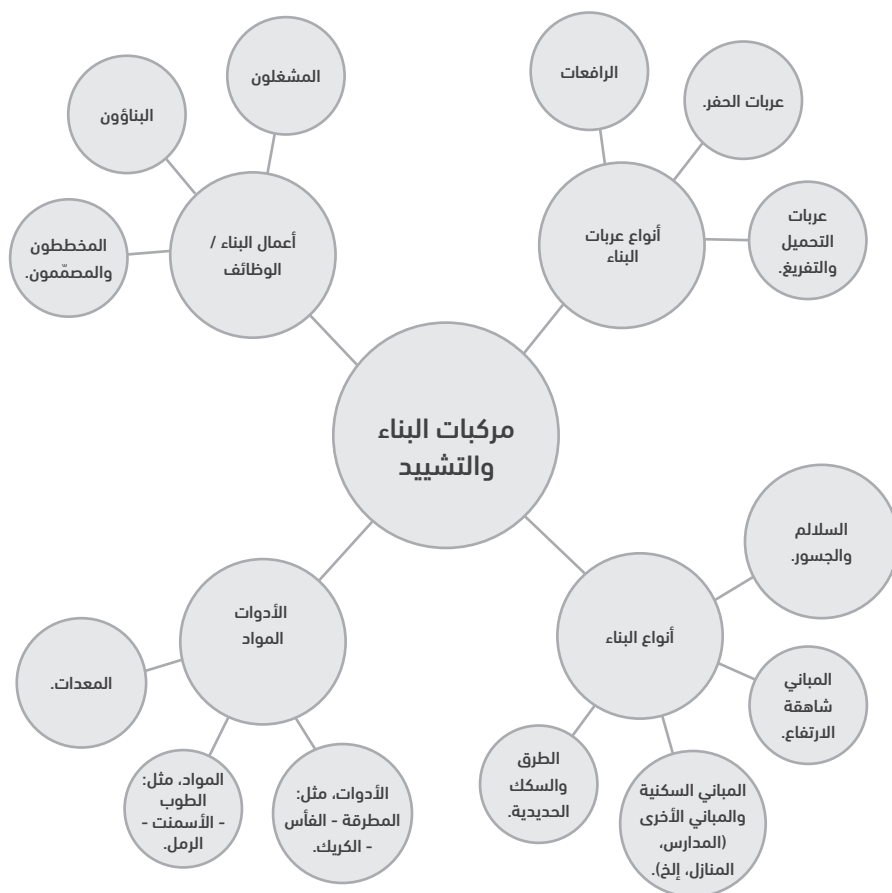 مركبات البناء
والتشييد
أنواع عربات
البناء
الرافعات
عربات الحفر.
عربات
التحميل
والتفريغ.
أعمال البناء /
الوظائف
المشغلون
البناؤون
المخططون
والمصمّمون.
أنواع البناء
السلالم
والجسور.
المباني
شاهقة
الارتفاع.
المباني السكنية
والمباني الأخرى
(المدارس،
المنازل، إلخ).
الطرق
والسكك
الحديدية.
الأدوات
المواد
الأدوات، مثل:
المطرقة - الفأس
- الكريك.
المواد، مثل:
الطوب
- الأسمنت -
الرمل.
المعدات.